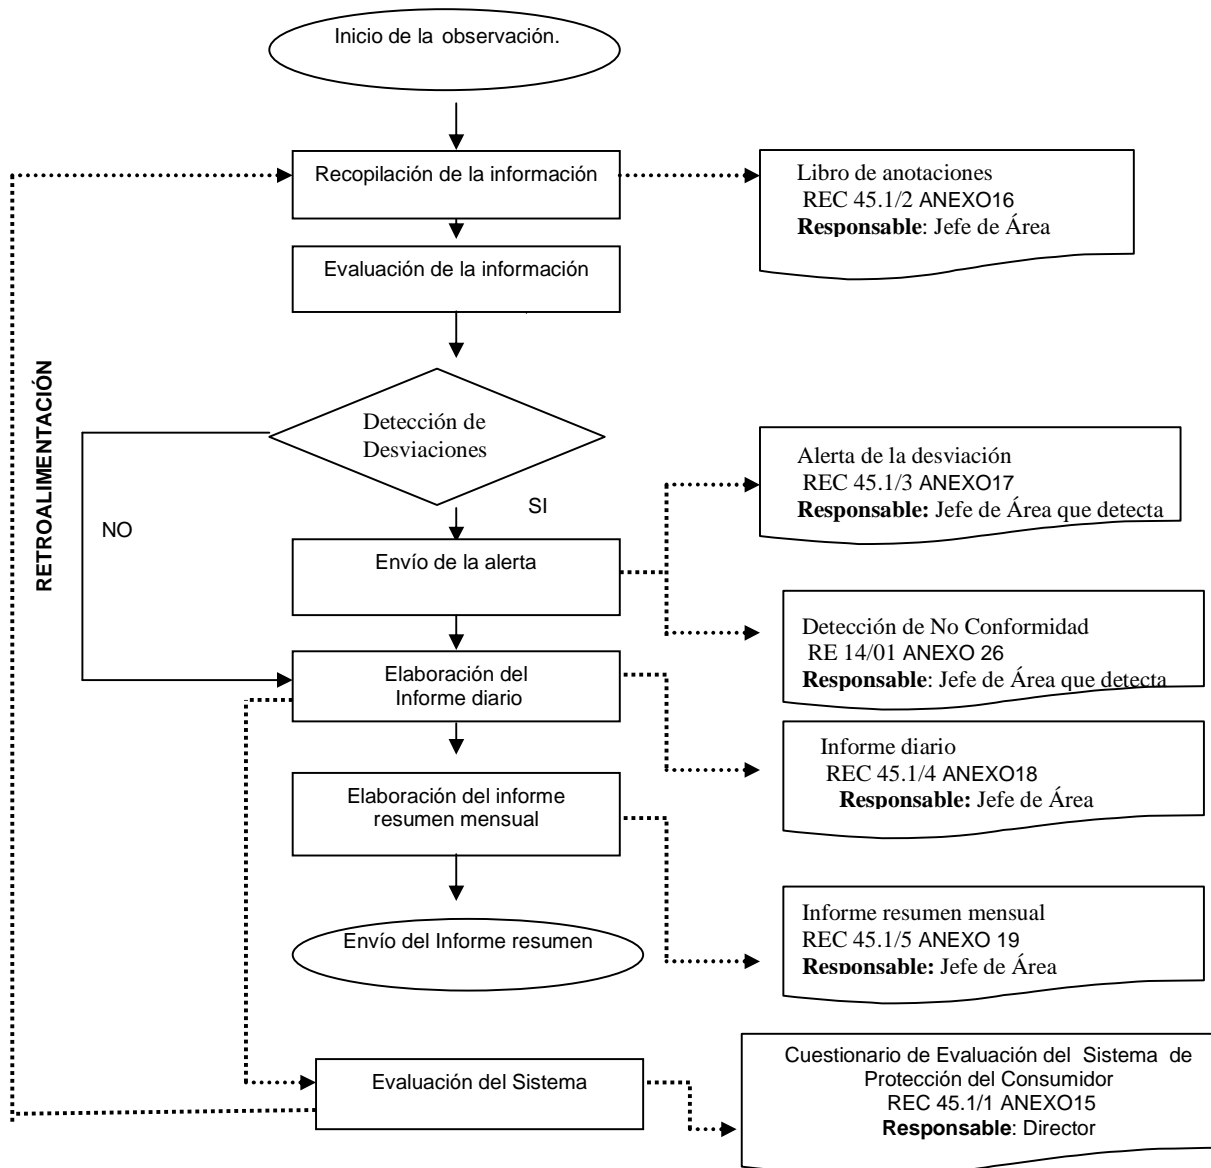 Inicio de la observación.
Recopilación de la información
Libro de anotaciones
REC 45.1/2 ANEXO16
Responsable: Jefe de Área
Evaluación de la información
RETROALIMENTACIÓN
Detección de
Desviaciones
NO
SI
Alerta de la desviación
REC 45.1/3 ANEXO17
Responsable: Jefe de Área que detecta
Envío de la alerta
Detección de No Conformidad
RE 14/01 ANEXO 26
Responsable: Jefe de Área que detecta
Elaboración del
Informe diario
Informe diario
REC 45.1/4 ANEXO18
Responsable: Jefe de Área
Elaboración del informe
resumen mensual
Informe resumen mensual
REC 45.1/5 ANEXO 19
Responsable: Jefe de Área
Envío del Informe resumen
Evaluación del Sistema
Cuestionario de Evaluación del Sistema de
Protección del Consumidor
REC 45.1/1 ANEXO15
Responsable: Director